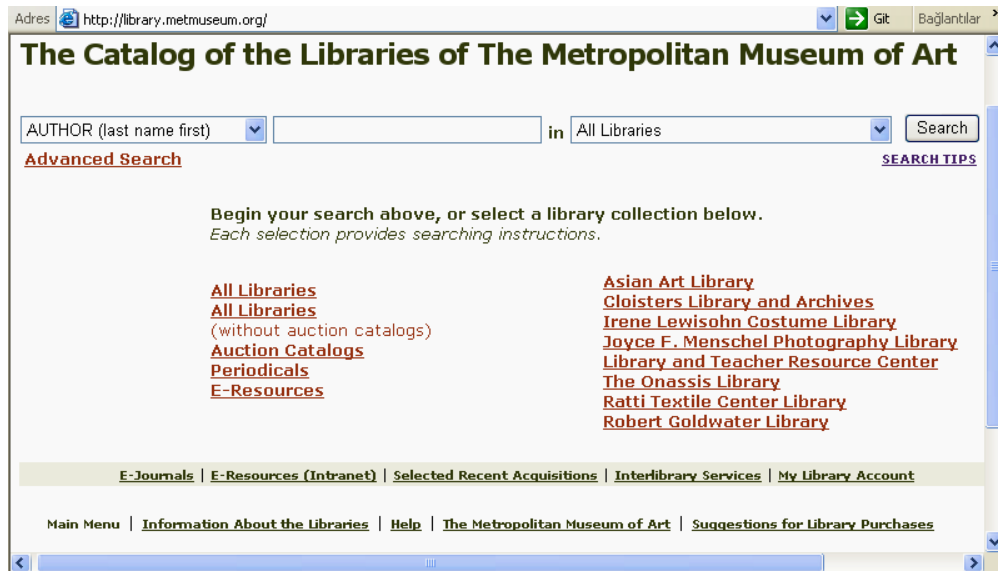 Adres http://library.metmuseum.org/ Git Bağlantılar
The Catalog of the Libraries of The Metropolitan Museum of Art
AUTHOR (last name first) in All Libraries Search
Advanced Search SEARCH TIPS
Begin your search above, or select a library collection below.
Each selection provides searching instructions.
All Libraries
All Libraries
(without auction catalogs)
Auction Catalogs
Periodicals
E-Resources
Asian Art Library
Cloisters Library and Archives
Irene Lewisohn Costume Library
Joyce F. Menschel Photography Library
Library and Teacher Resource Center
The Onassis Library
Ratti Textile Center Library
Robert Goldwater Library
E-Journals | E-Resources (Intranet) | Selected Recent Acquisitions | Interlibrary Services | My Library Account
Main Menu | Information About the Libraries | Help | The Metropolitan Museum of Art | Suggestions for Library Purchases